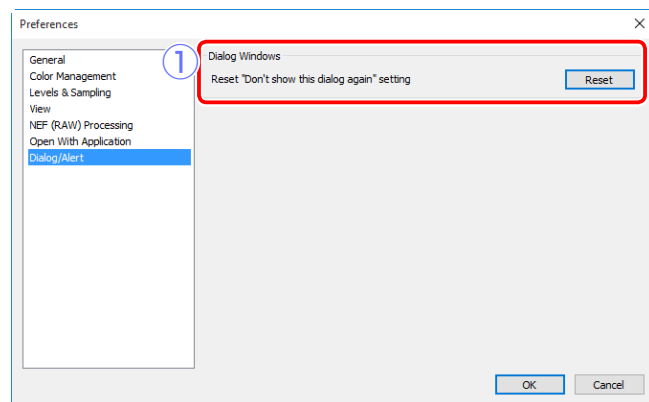 Preferences
General
Color Management
Levels & Sampling
View
NEF (RAW) Processing
Open With Application
Dialog/Alert
①
Dialog Windows
Reset "Don't show this dialog again" setting
Reset
OK
Cancel